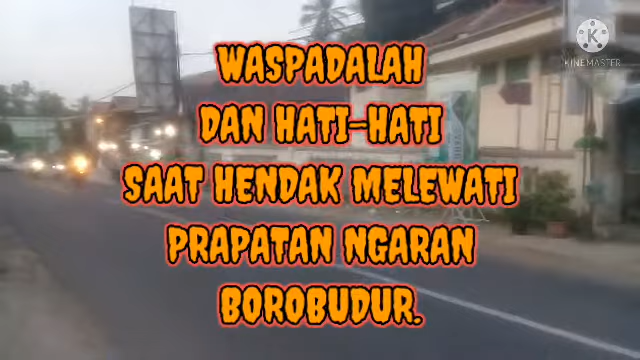 KINEMASTER
WASPADALAH
DAN HATI-HATI
SAAT HENDAK MELEWATI
PRAPATAN NGARAN
BOROBUDUR.